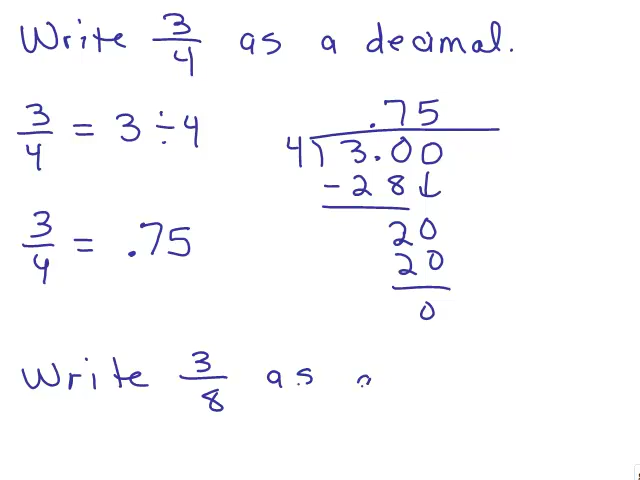 Write 3/4 as a decimal.
3/4 = 3 ÷ 4
.75
4) 3.00
- 28↓
20
3/4 = .75
20
0
Write 3/8 as